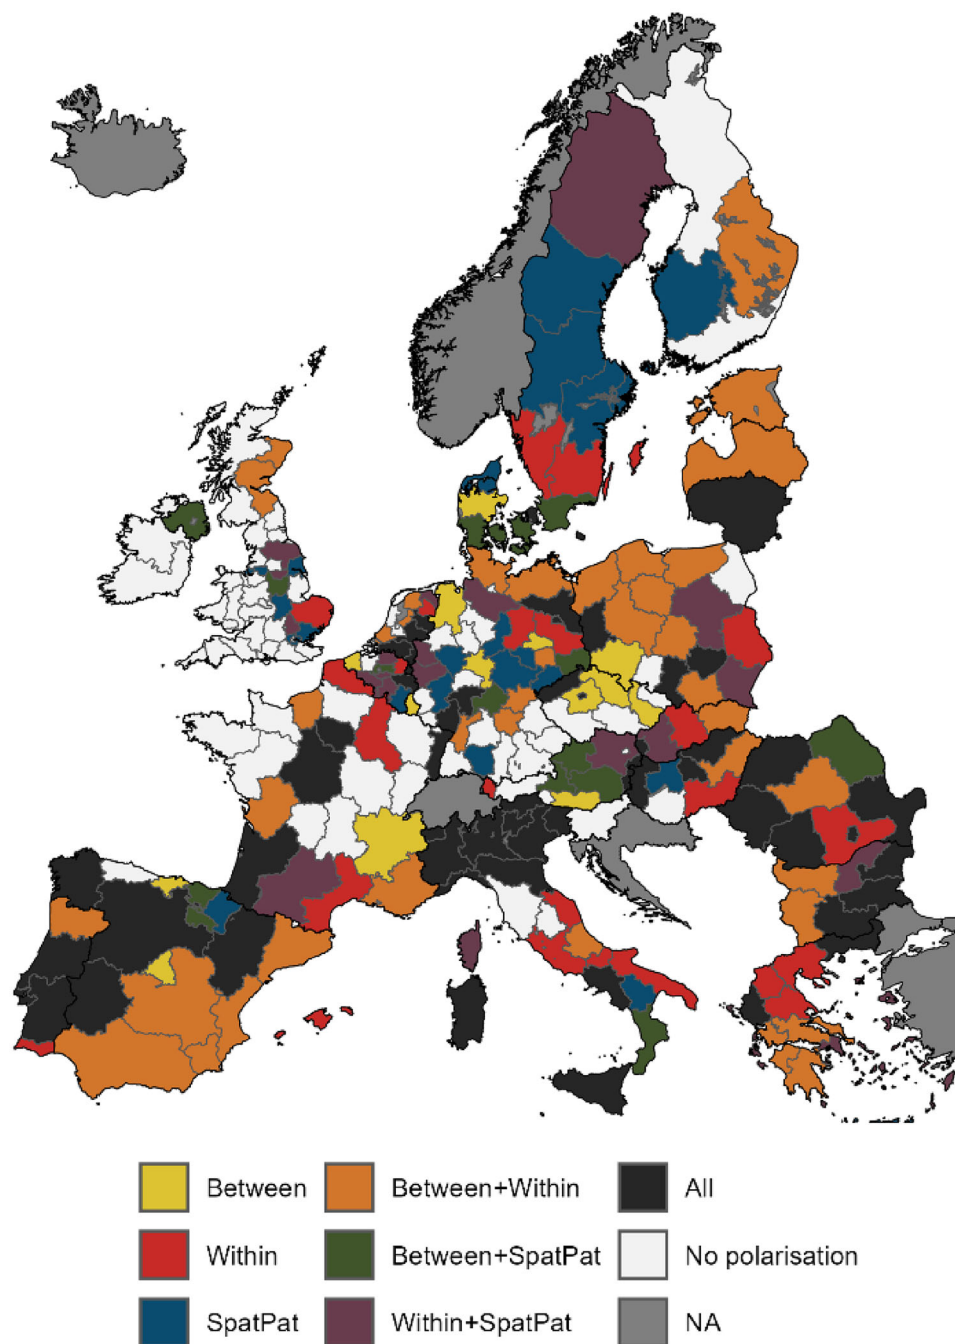 Between Between+Within All
Within Between+SpatPat No polarisation
SpatPat Within+SpatPat NA